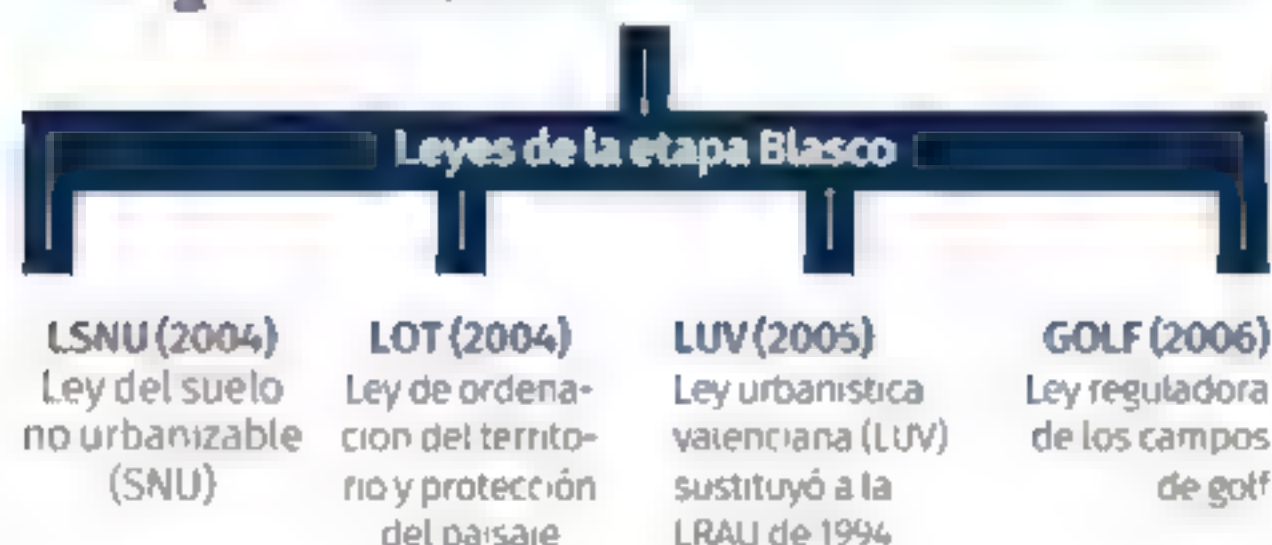 Leyes de la etapa Blasco
LSNU (2004)
Ley del suelo
no urbanizable
(SNU)
LOT (2004)
Ley de ordena-
ción del territo-
rio y protección
del paisaje
LUV (2005)
Ley urbanística
valenciana (LUV)
sustituyó a la
LRAU de 1994
GOLF (2006)
Ley reguladora
de los campos
de golf